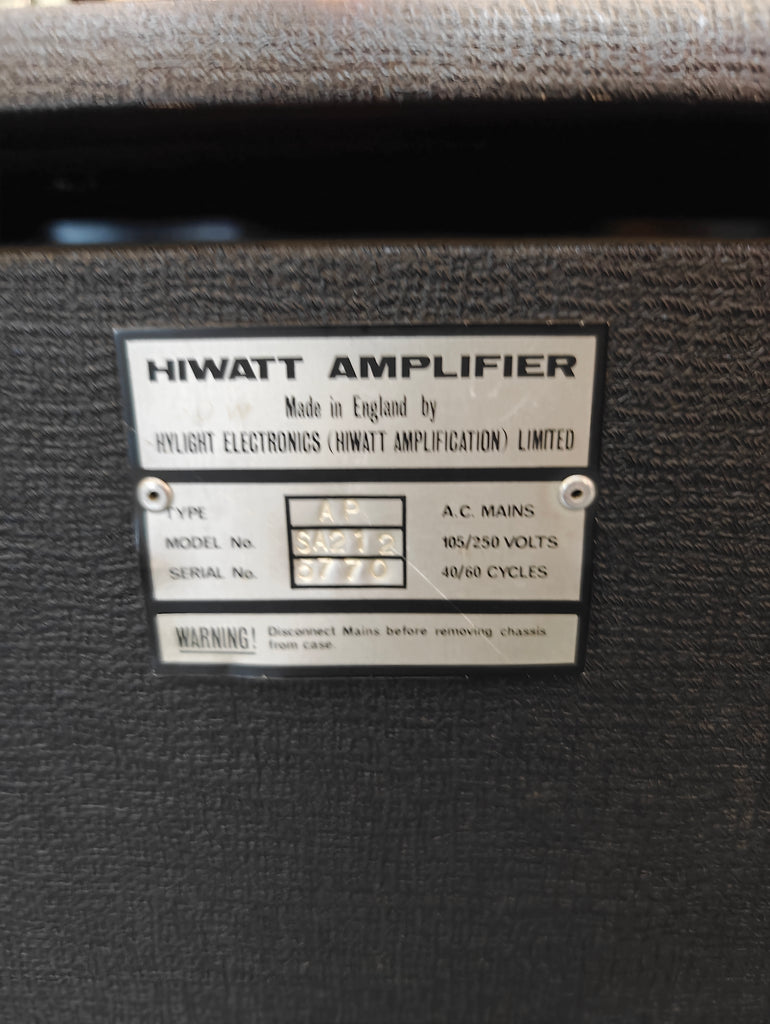 HIWATT AMPLIFIER
Made in England by
HYLIGHT ELECTRONICS (HIWATT AMPLIFICATION) LIMITED
TYPE AP A.C. MAINS
MODEL No. SA212 105/250 VOLTS
SERIAL No. 5770 40/60 CYCLES
WARNING! Disconnect Mains before removing chassis
from case.